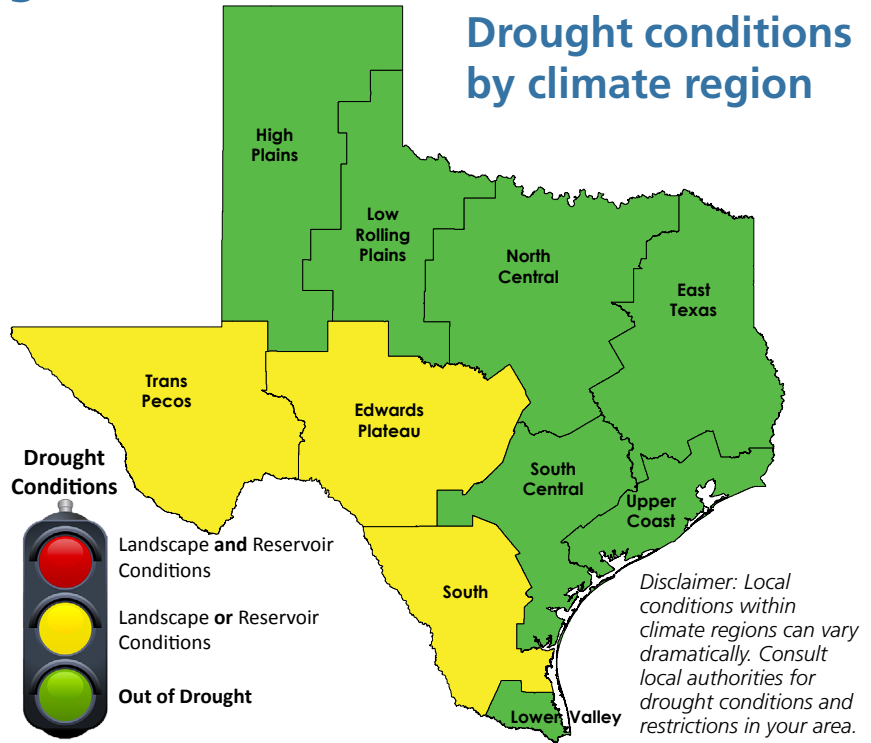 Drought conditions
by climate region
High
Plains
Low
Rolling
Plains
North
Central
East
Texas
Trans
Pecos
Edwards
Plateau
South
Central
Upper
Coast
South
Lower Valley
Drought
Conditions
Landscape and Reservoir
Conditions
Landscape or Reservoir
Conditions
Out of Drought
Disclaimer: Local
conditions within
climate regions can vary
dramatically. Consult
local authorities for
drought conditions and
restrictions in your area.